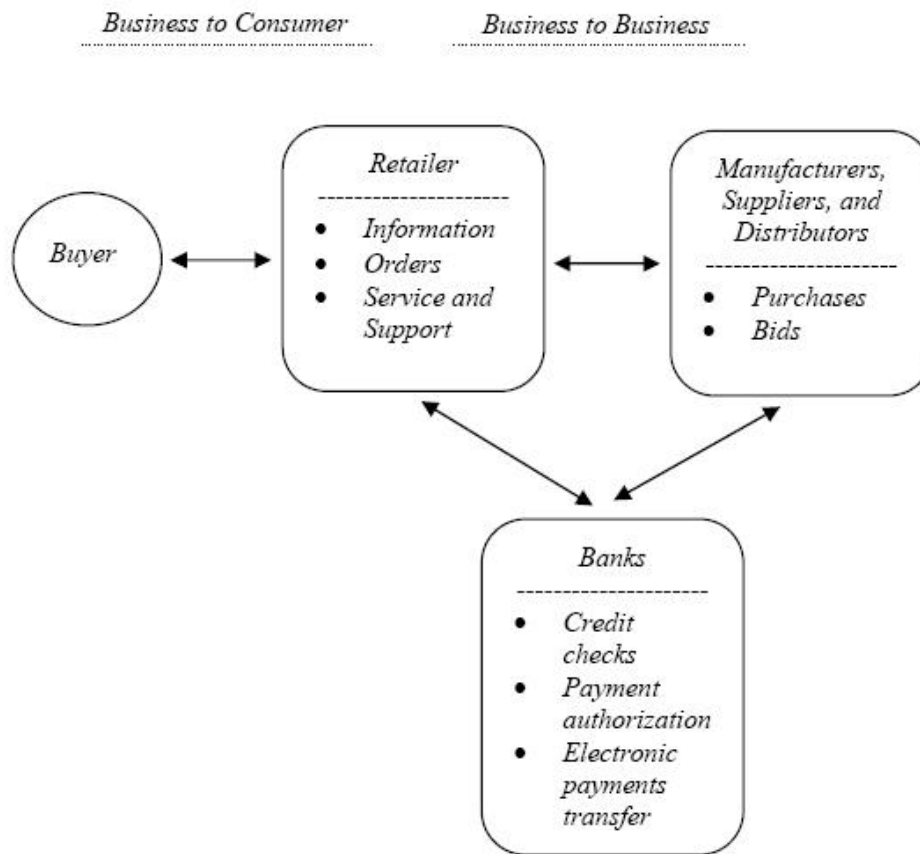 Business to Consumer
Business to Business
Buyer
Retailer
• Information
• Orders
• Service and
Support
Manufacturers,
Suppliers, and
Distributors
• Purchases
• Bids
Banks
• Credit
checks
• Payment
authorization
• Electronic
payments
transfer